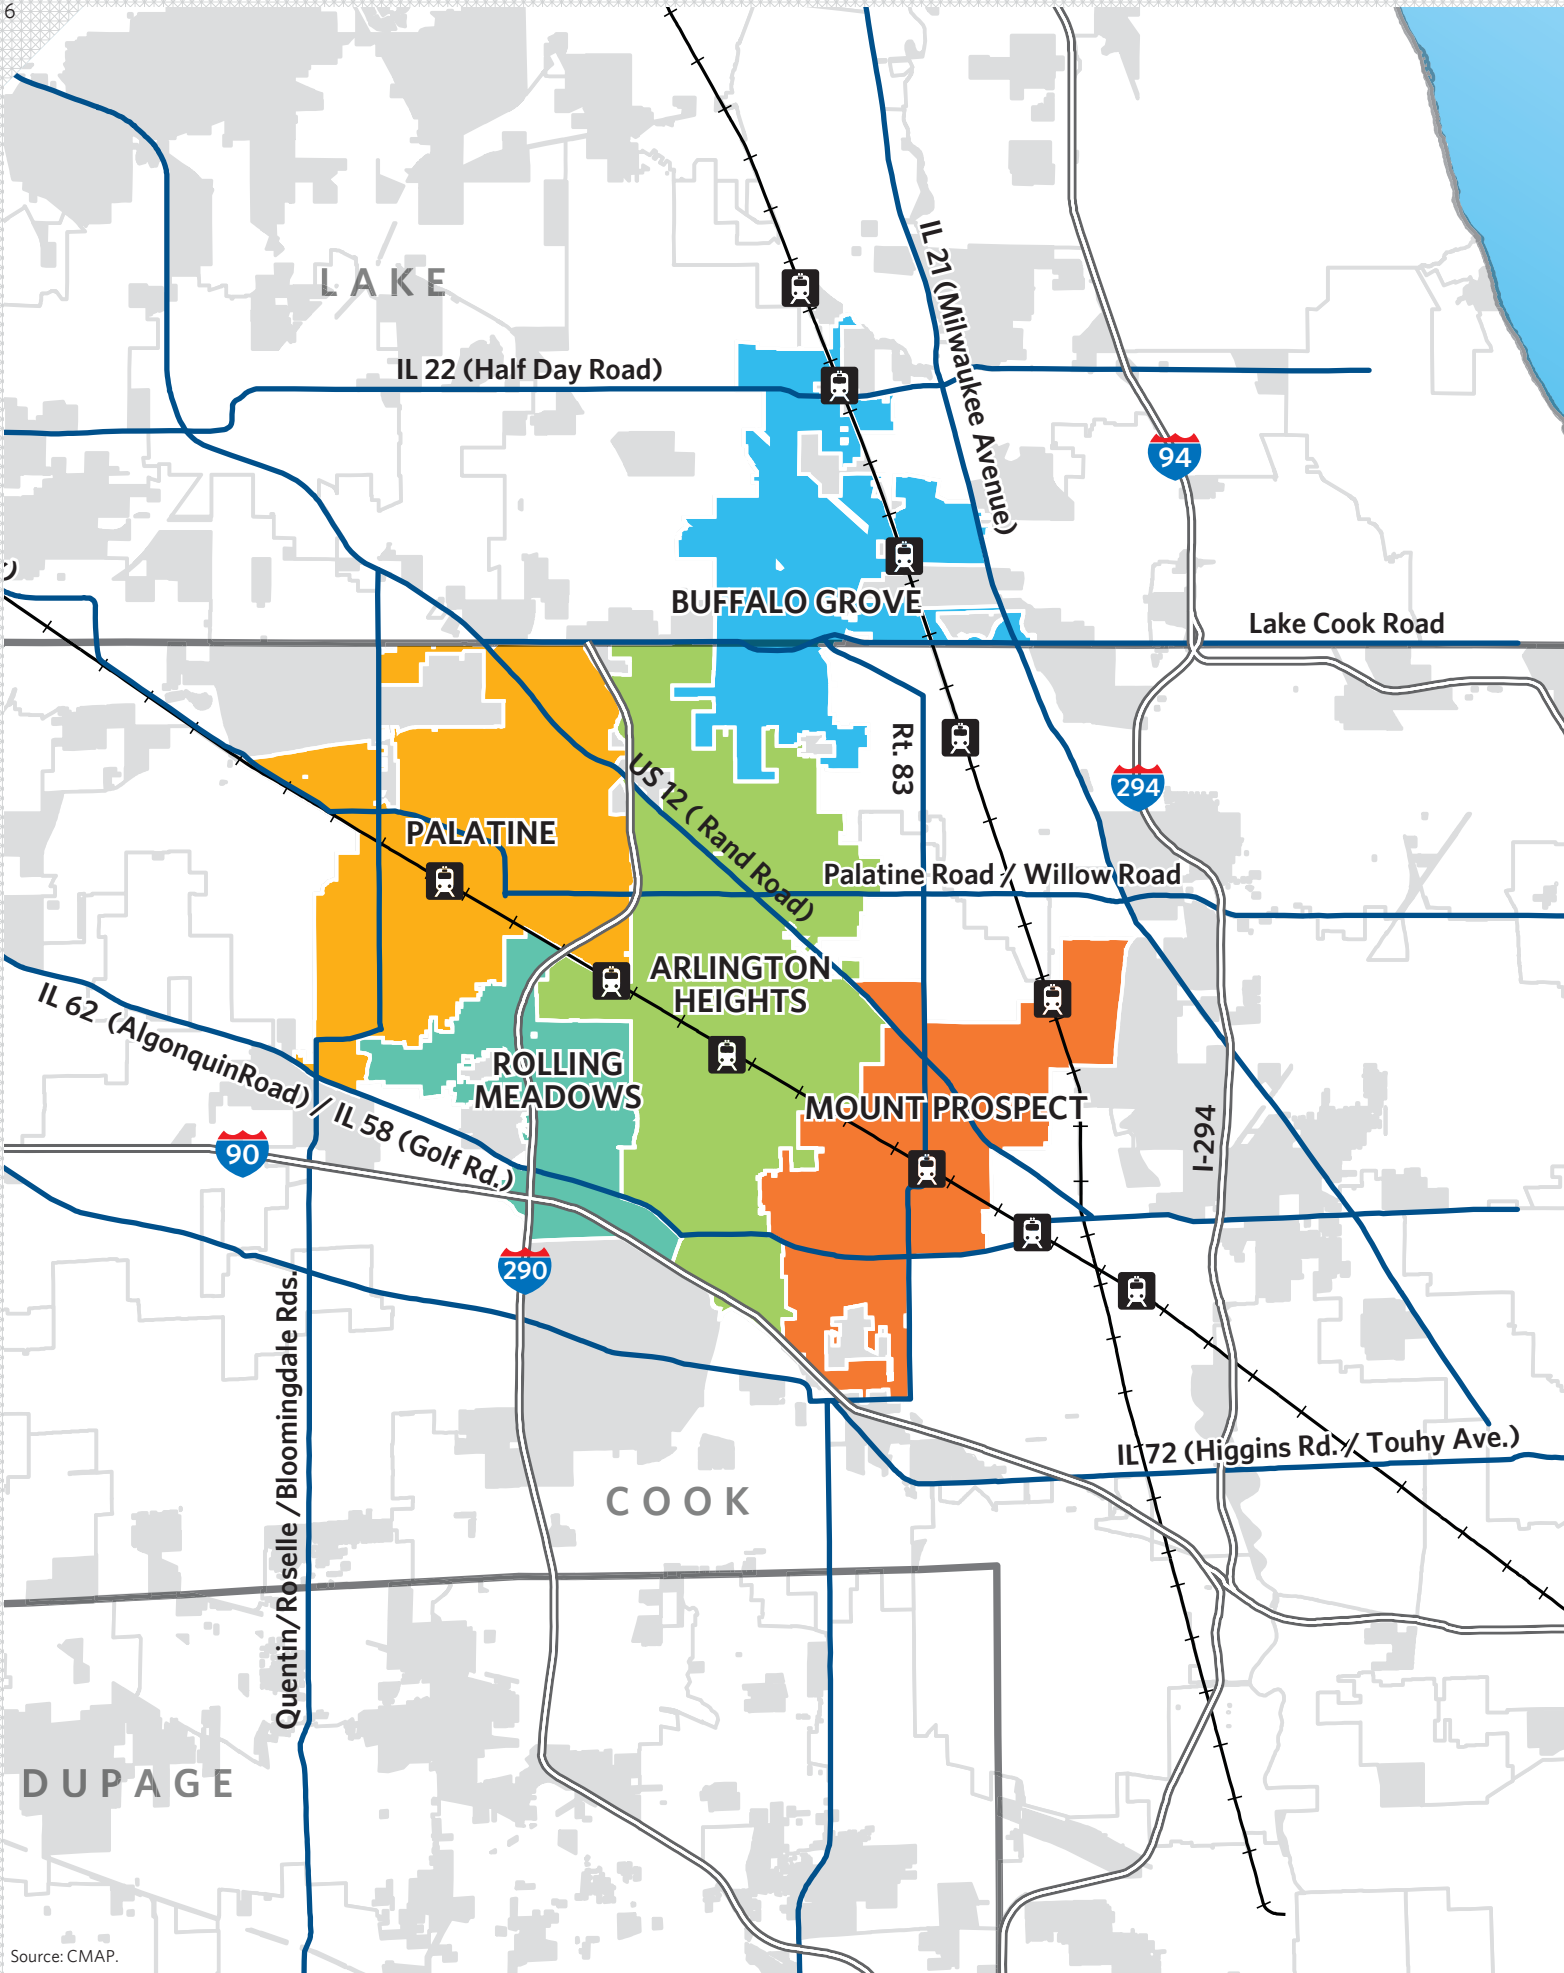 6
LAKE
IL 21 (Milwaukee Avenue)
IL 22 (Half Day Road)
94
)
BUFFALO GROVE
Lake Cook Road
Rt. 83
294
US 12 ( Rand Road)
PALATINE
Palatine Road / Willow Road
ARLINGTON
HEIGHTS
IL 62 (AlgonquinRoad) / IL 58 (Golf Rd.)
ROLLING
MEADOWS
MOUNT PROSPECT
I-294
90
290
Quentin/Roselle /Bloomingdale Rds.
IL 72 (Higgins Rd. / Touhy Ave.)
COOK
DUPAGE
Source: CMAP.